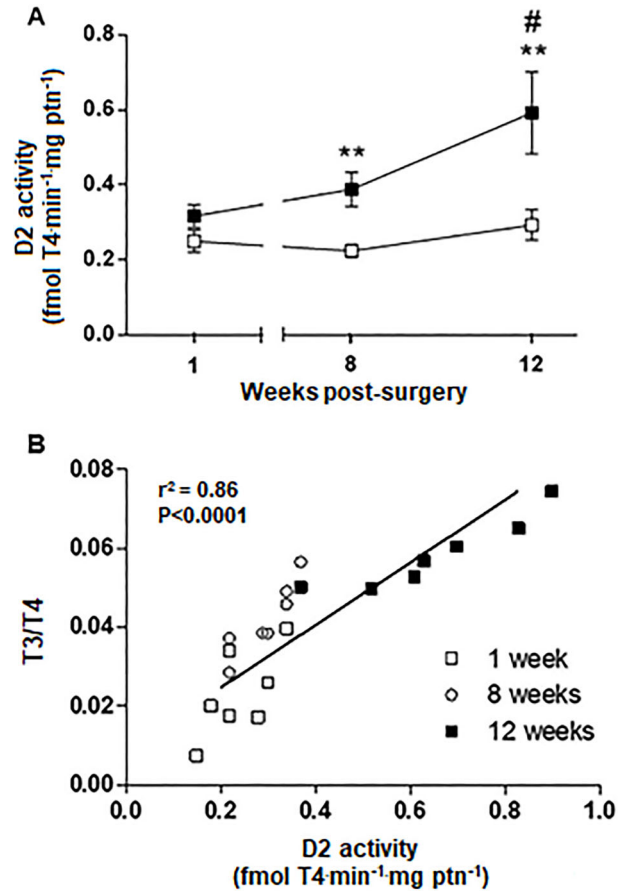 A
0.8
#
**
0.6
**
0.4
0.2
0.0
D2 activity
(fmol T4·min⁻¹·mg ptn⁻¹)
1
8
12
Weeks post-surgery
B
0.08
r² = 0.86
P<0.0001
0.06
0.04
0.02
0.00
T3/T4
1 week
8 weeks
12 weeks
0.0
0.2
0.4
0.6
0.8
1.0
D2 activity
(fmol T4·min⁻¹·mg ptn⁻¹)